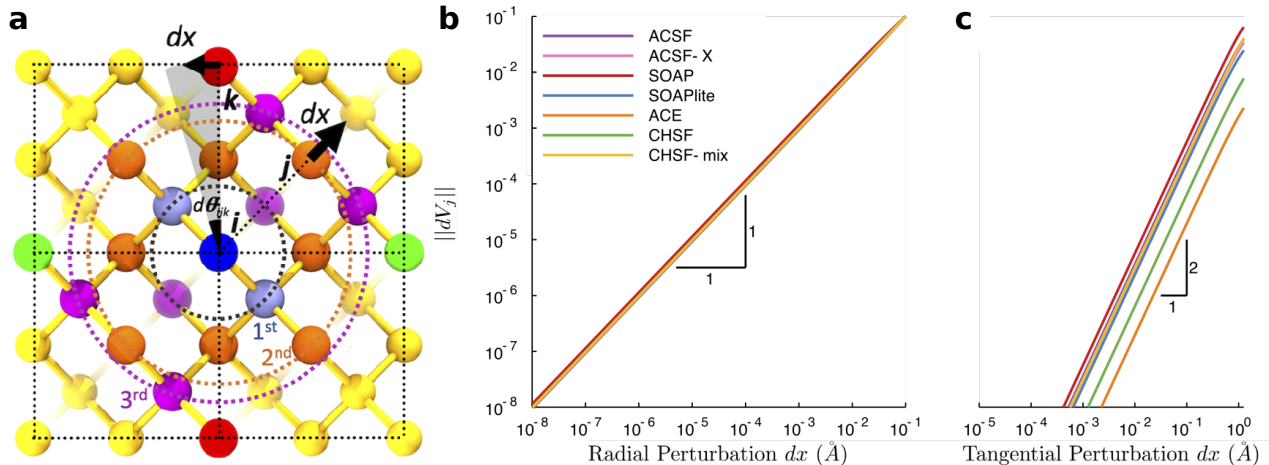 a
dx
k
dx
j
dθijk
i
1st
2nd
3rd
b
||dVj||
10-1
10-2
10-3
10-4
10-5
10-6
10-7
10-8
ACSF
ACSF- X
SOAP
SOAPlite
ACE
CHSF
CHSF- mix
1
1
10-8 10-7 10-6 10-5 10-4 10-3 10-2 10-1
Radial Perturbation dx (Å)
c
2
1
10-5 10-4 10-3 10-2 10-1 100
Tangential Perturbation dx (Å)